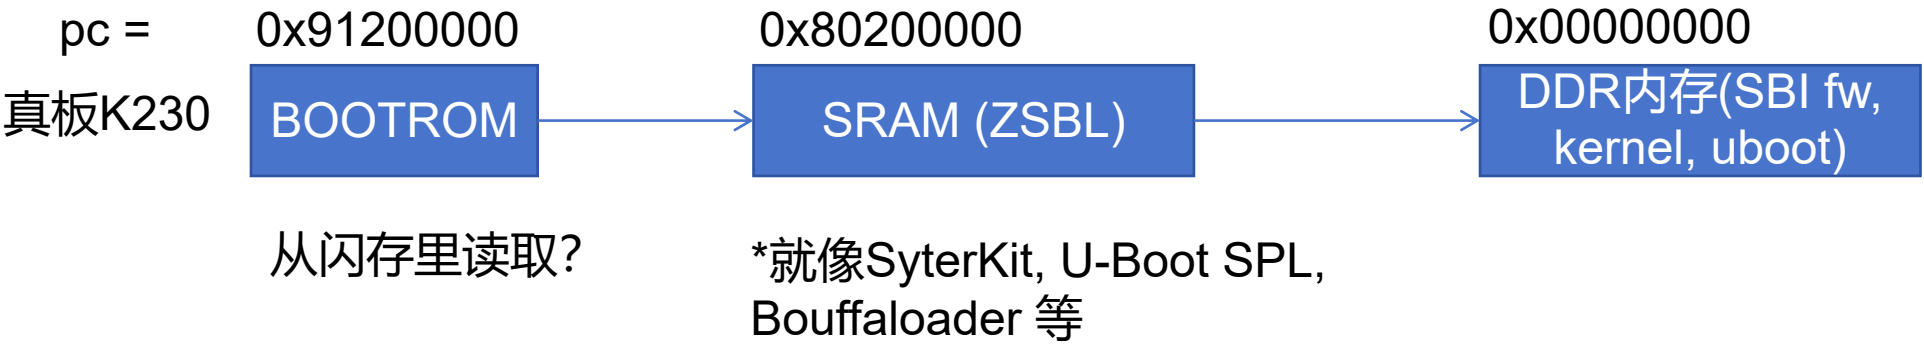 pc =
0x91200000
0x80200000
0x00000000
真板K230
BOOTROM
SRAM (ZSBL)
DDR内存(SBI fw,
kernel, uboot)
从闪存里读取？
*就像SyterKit, U-Boot SPL,
Bouffaloader 等